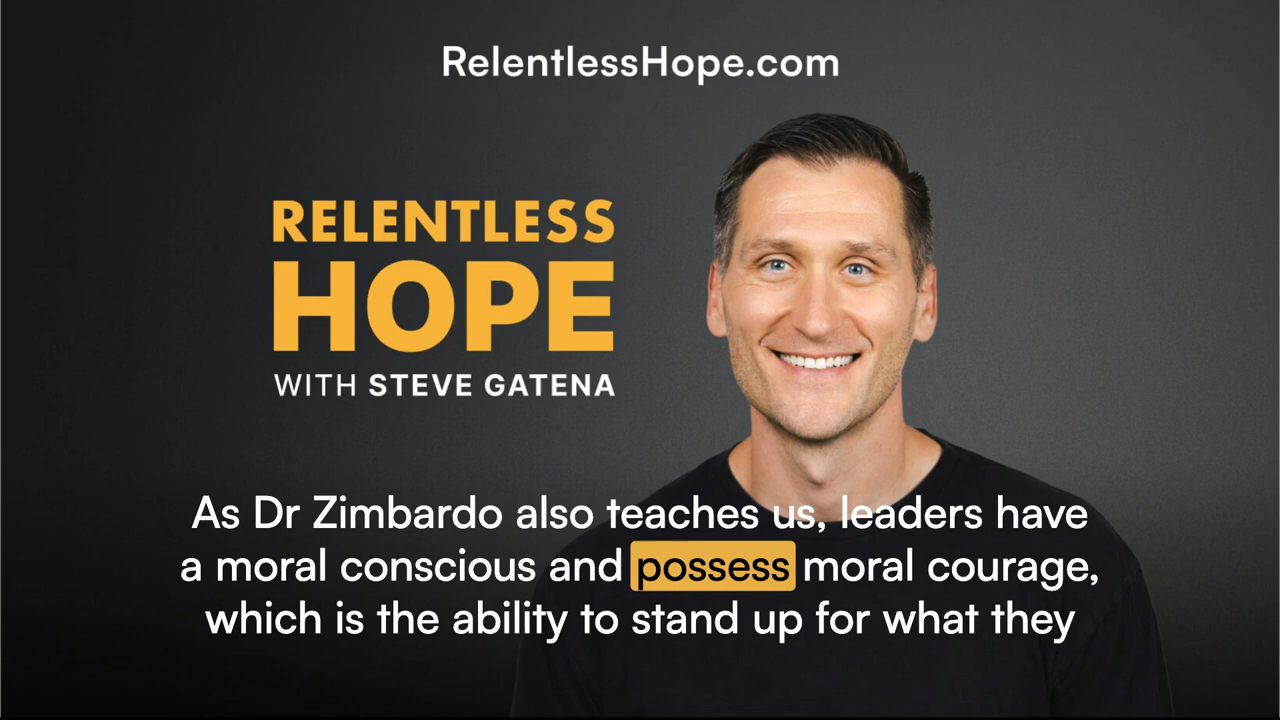 RelentlessHope.com
RELENTLESS
HOPE
WITH STEVE GATENA
As Dr Zimbardo also teaches us, leaders have
a moral conscious and possess moral courage,
which is the ability to stand up for what they